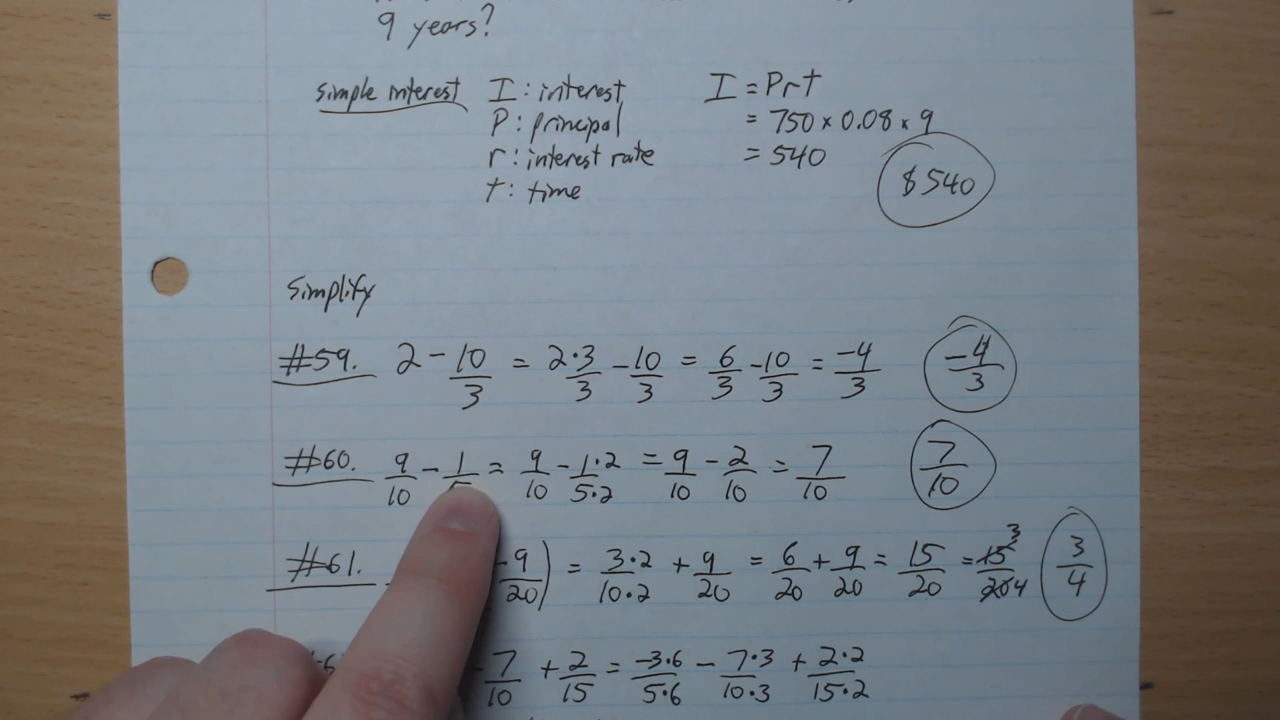 9 years?
simple interest I : interest I = Prt
P : principal = 750 × 0.08 × 9
r : interest rate = 540
t : time $540
Simplify
#59. 2 - 10/3 = 2·3/3 - 10/3 = 6/3 - 10/3 = -4/3 -4/3
#60. 9/10 - 1/5 = 9/10 - 1·2/5·2 = 9/10 - 2/10 = 7/10 7/10
#61. -9/20) = 3·2/10·2 + 9/20 = 6/20 + 9/20 = 15/20 = 15/20 3 4 3/4
- 7/10 + 2/15 = -3·6/5·6 - 7·3/10·3 + 2·2/15·2